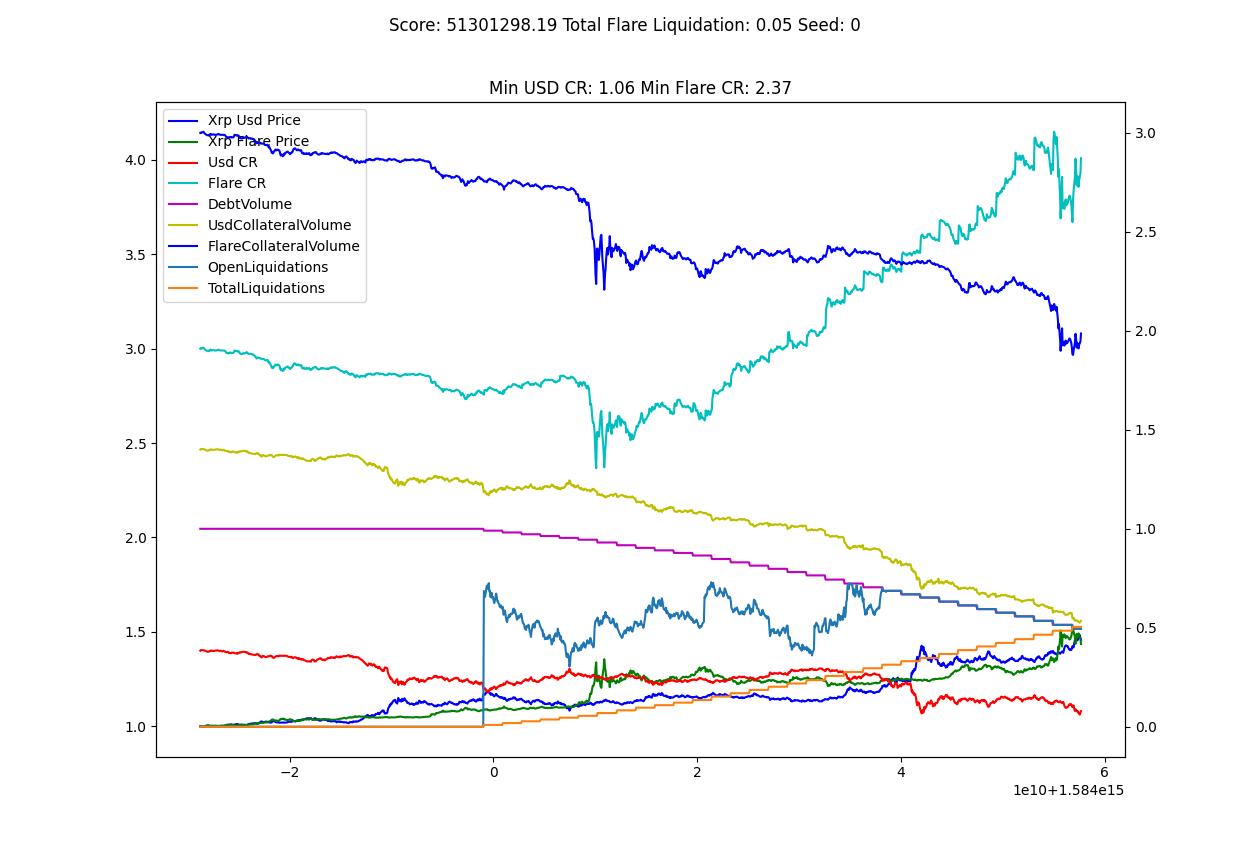 Score: 51301298.19 Total Flare Liquidation: 0.05 Seed: 0
Min USD CR: 1.06 Min Flare CR: 2.37
Xrp Usd Price
Xrp Flare Price
Usd CR
Flare CR
DebtVolume
UsdCollateralVolume
FlareCollateralVolume
OpenLiquidations
TotalLiquidations
4.0
3.5
3.0
2.5
2.0
1.5
1.0
3.0
2.5
2.0
1.5
1.0
0.5
0.0
−2 0 2 4 6
1e10+1.584e15